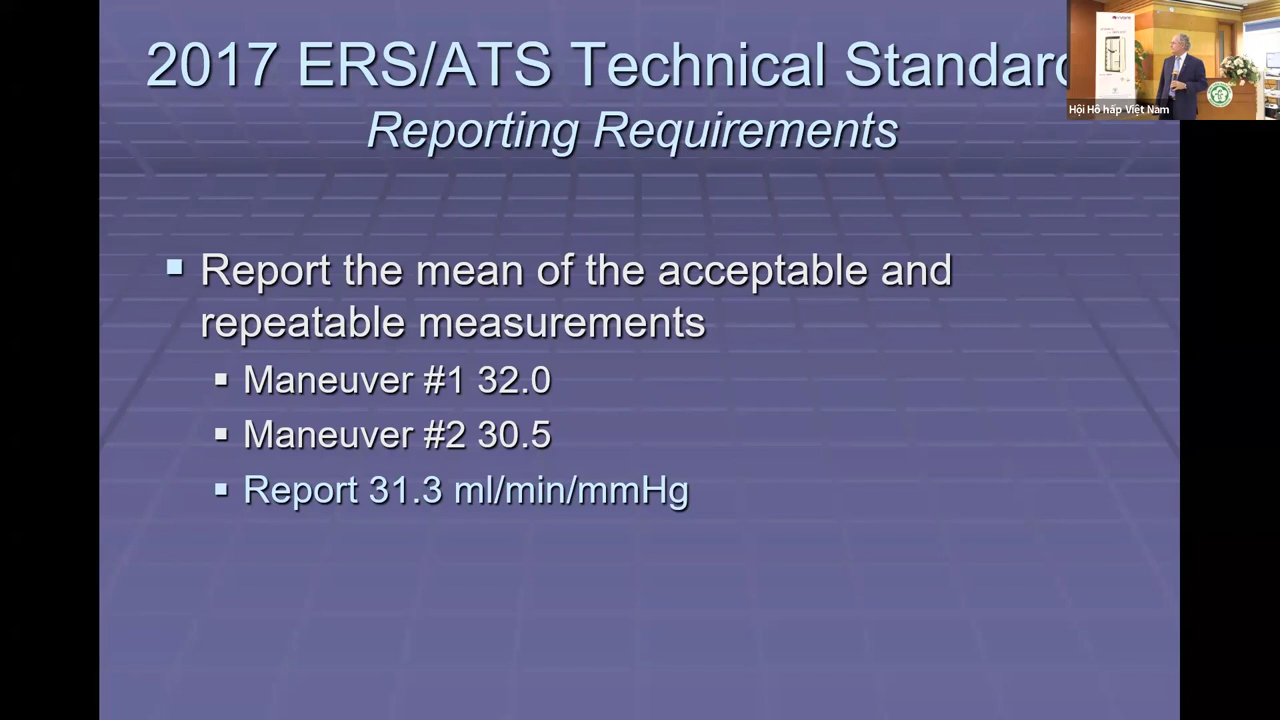 2017 ERS/ATS Technical Standard
Reporting Requirements
Hội Hô hấp Việt Nam
▪ Report the mean of the acceptable and
repeatable measurements
▪ Maneuver #1 32.0
▪ Maneuver #2 30.5
▪ Report 31.3 ml/min/mmHg